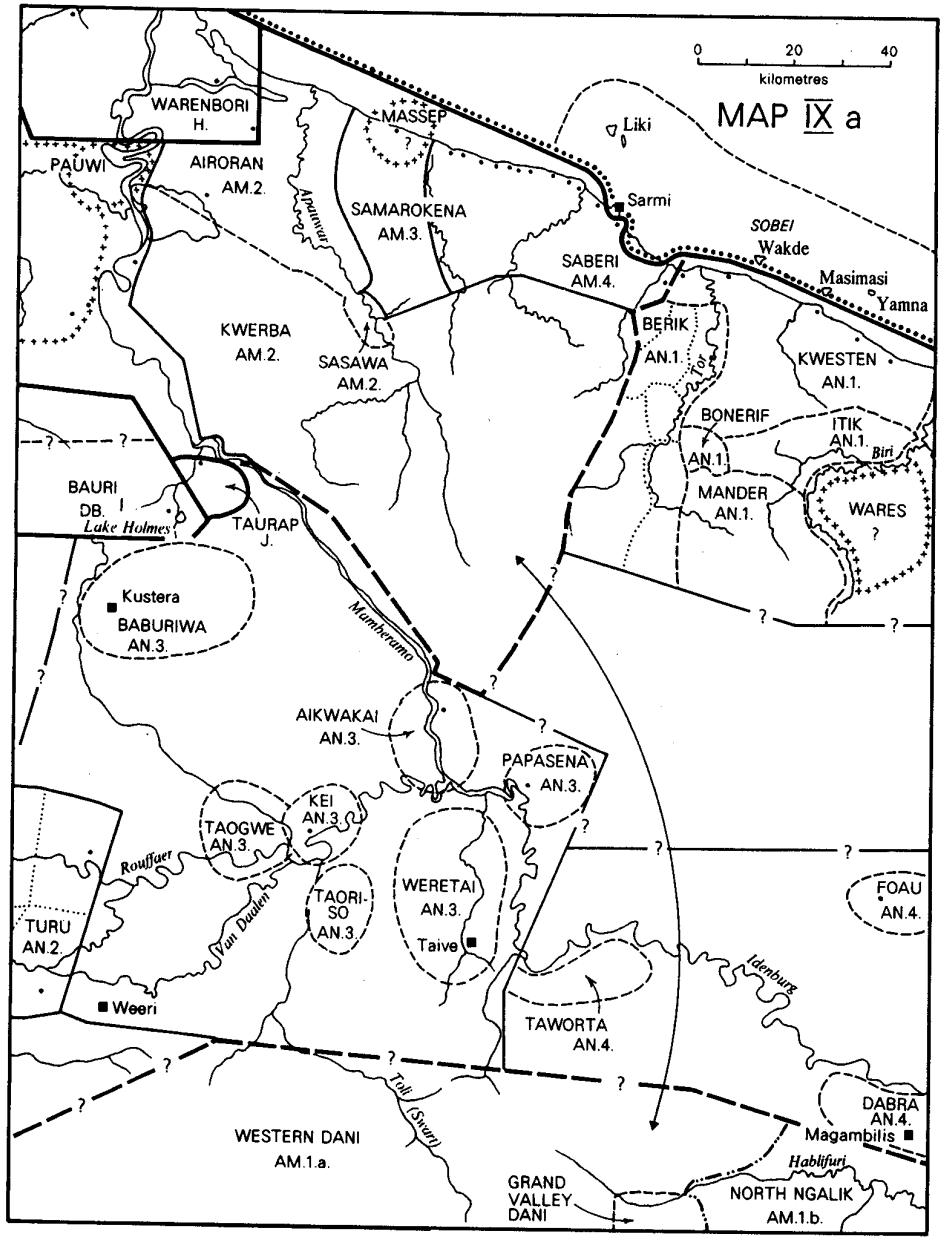 0 20 40
kilometres
MAP IX a
WARENBORI
H.
MASSEP
?
Liki
PAUWI
AIRORAN
AM.2.
Apauwar
SAMAROKENA
AM.3.
Sarmi
SOBEI
Wakde
SABERI
AM.4.
Masimasi
Yamna
KWERBA
AM.2.
SASAWA
AM.2.
BERIK
AN.1.
Tor
KWESTEN
AN.1.
BONERIF
AN.1.
ITIK
AN.1.
Biri
? ?
BAURI
DB.
Lake Holmes
TAURAP
J.
MANDER
AN.1.
WARES
?
?
?
?
?
Kustera
BABURIWA
AN.3.
?
Mamberamo
?
AIKWAKAI
AN.3.
?
PAPASENA
AN.3.
?
KEI
AN.3.
TAOGWE
AN.3.
Rouffaer
Van Daalen
TAORI-
SO
AN.3.
WERETAI
AN.3.
Taive
? ?
FOAU
AN.4.
TURU
AN.2.
Weeri
Idenburg
TAWORTA
AN.4.
?
?
?
?
Toli
(Swart)
DABRA
AN.4.
Magambilis
WESTERN DANI
AM.1.a.
Hablifuri
GRAND
VALLEY
DANI
NORTH NGALIK
AM.1.b.